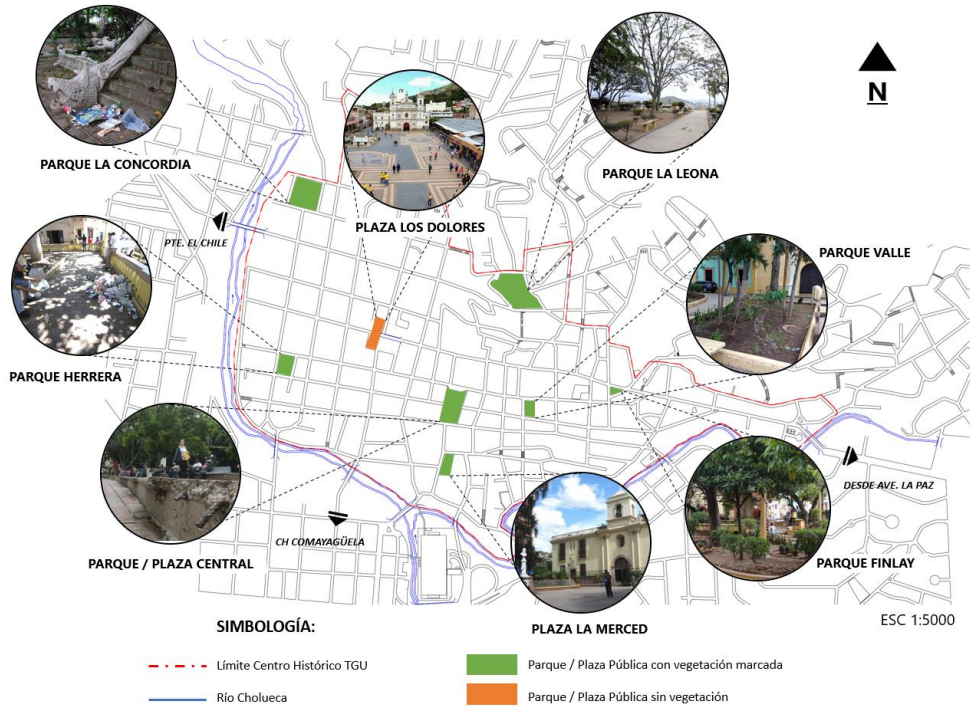 N
PARQUE LA CONCORDIA
PLAZA LOS DOLORES
PARQUE LA LEONA
PTE. EL CHILE
PARQUE VALLE
PARQUE HERRERA
DESDE AVE. LA PAZ
CH COMAYAGÜELA
PARQUE / PLAZA CENTRAL
PARQUE FINLAY
PLAZA LA MERCED
ESC 1:5000
SIMBOLOGÍA:
Límite Centro Histórico TGU
Río Cholueca
Parque / Plaza Pública con vegetación marcada
Parque / Plaza Pública sin vegetación